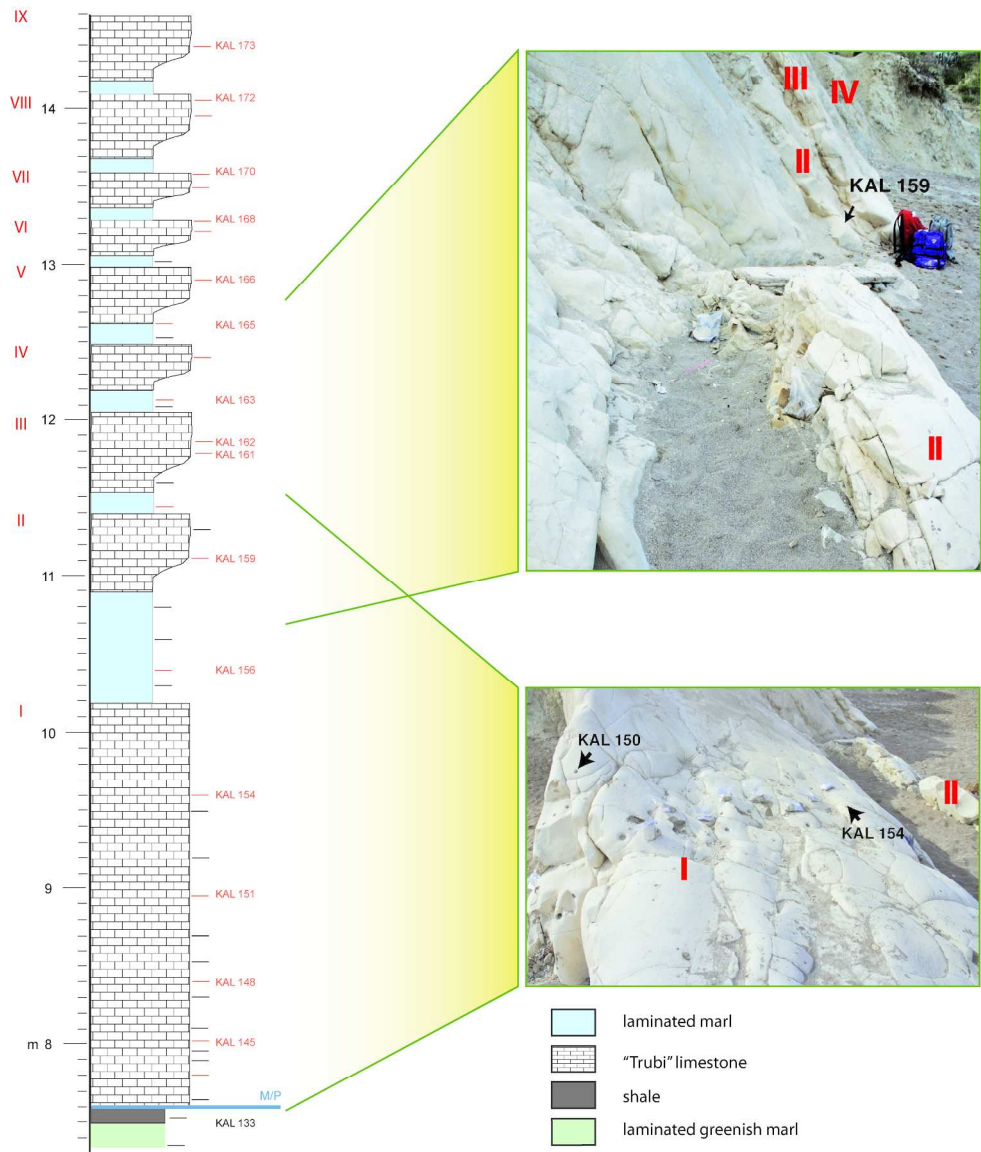 IX
KAL 173
VIII
14
KAL 172
VII
KAL 170
VI
KAL 168
13
V
KAL 166
KAL 165
IV
KAL 163
12
III
KAL 162
KAL 161
II
KAL 159
11
KAL 156
I
10
KAL 154
9
KAL 151
KAL 148
m 8
KAL 145
M/P
KAL 133
III
IV
II
KAL 159
II
KAL 150
II
KAL 154
I
laminated marl
"Trubi" limestone
shale
laminated greenish marl